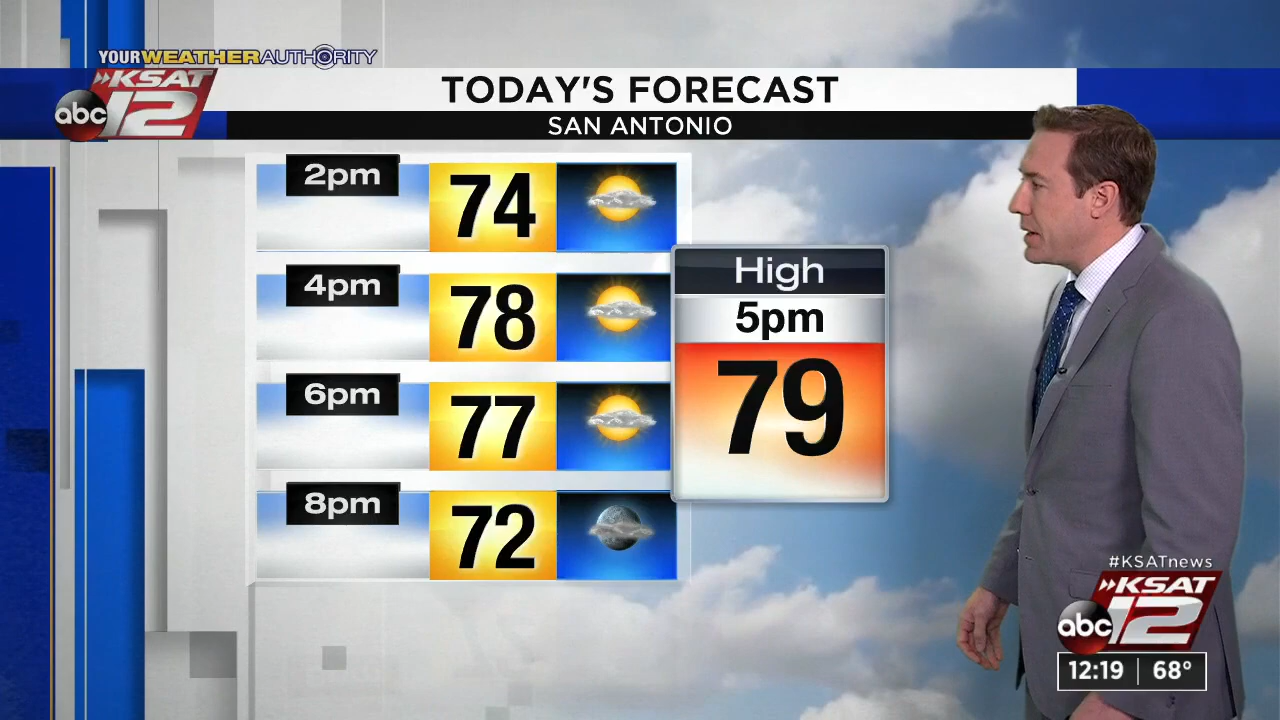 YOURWEATHERAUTHORITY
KSAT
abc 12
TODAY'S FORECAST
SAN ANTONIO
2pm 74
4pm 78
6pm 77
8pm 72
High
5pm
79
#KSATnews
KSAT
abc 12
12:19 68°